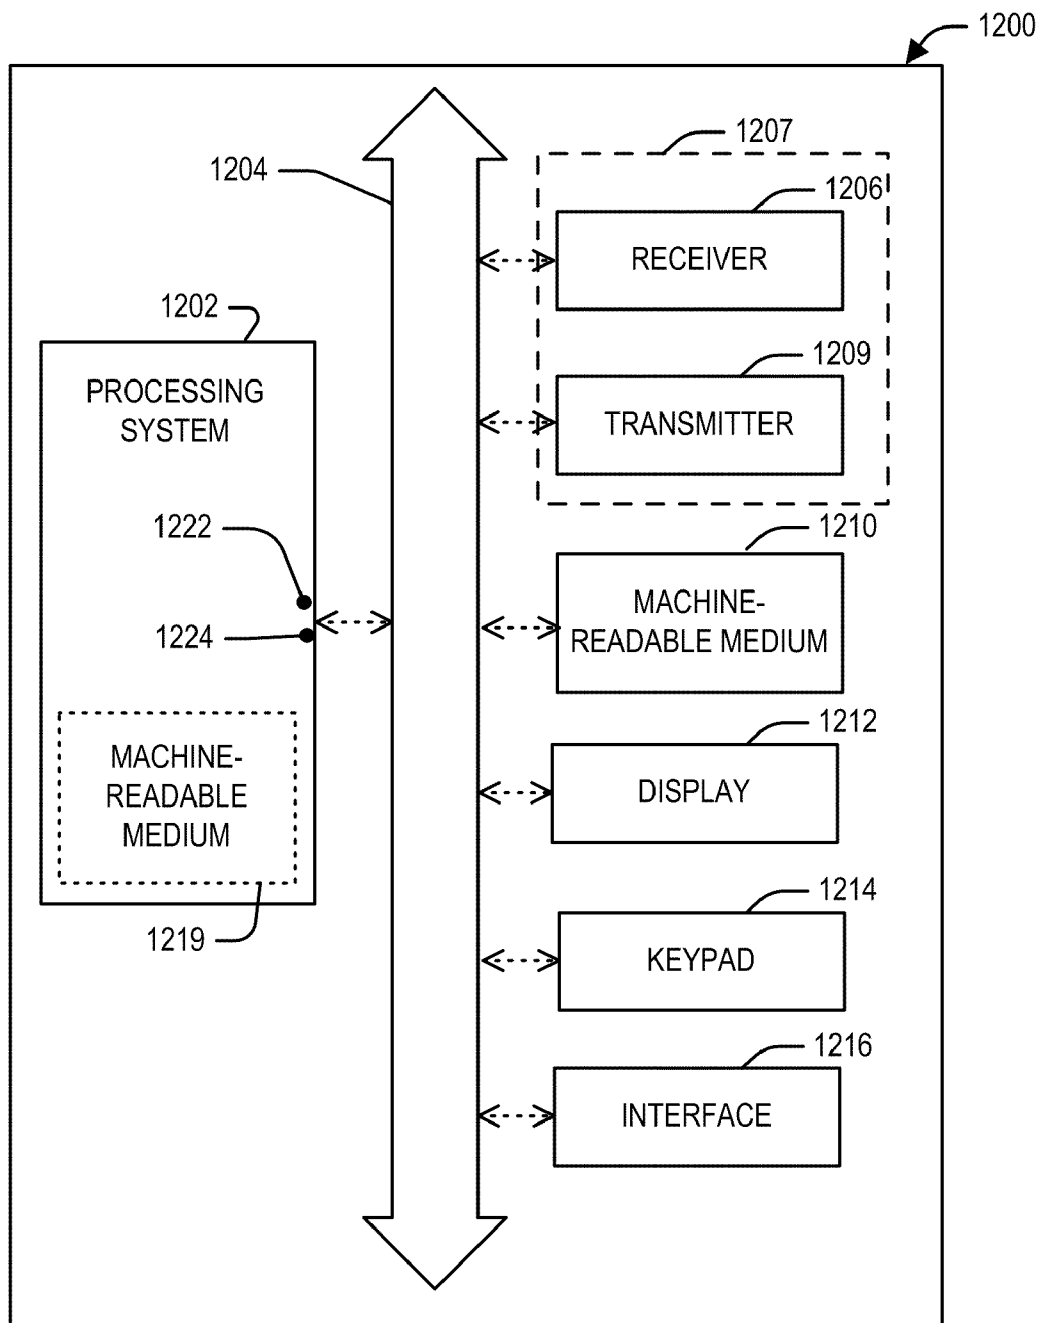 1200
1207
1204
1206
RECEIVER
1202
1209
PROCESSING
SYSTEM
TRANSMITTER
1222
1210
MACHINE-
READABLE MEDIUM
1224
1212
MACHINE-
READABLE
MEDIUM
DISPLAY
1214
1219
KEYPAD
1216
INTERFACE